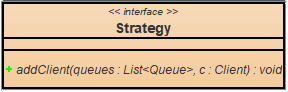 << interface >>
Strategy
+ addClient(queues : List<Queue>, c : Client) : void